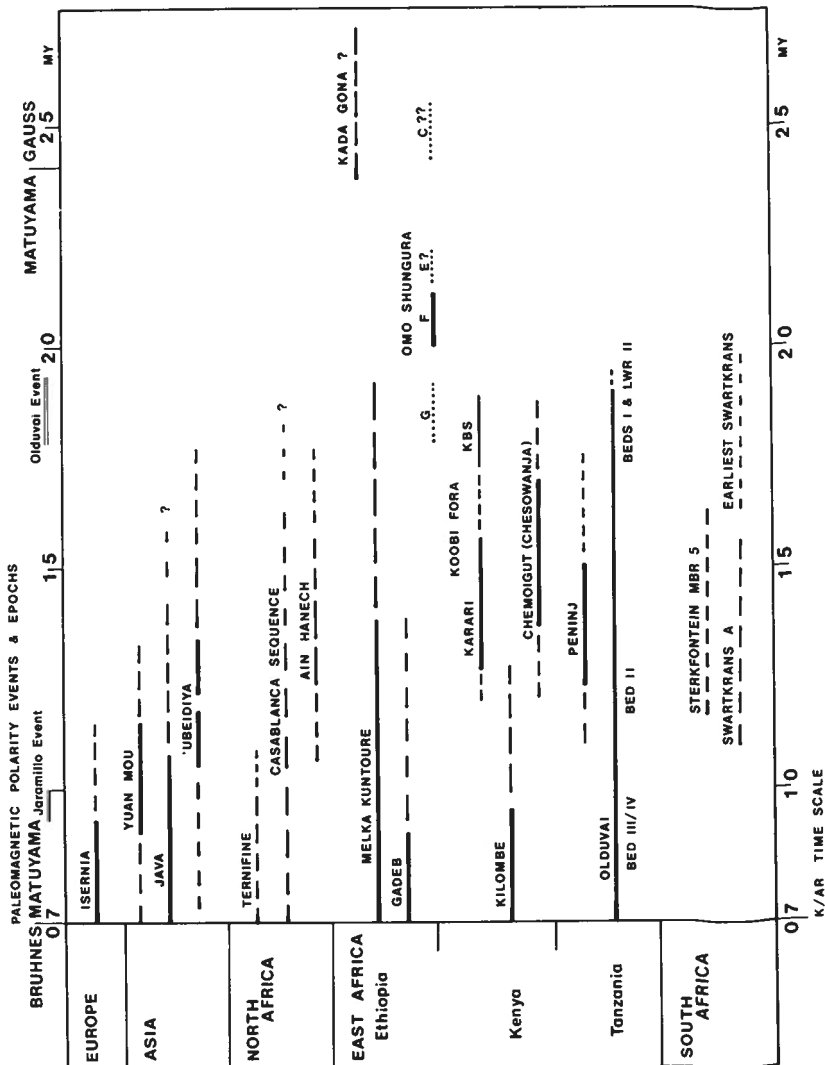 PALEOMAGNETIC POLARITY EVENTS & EPOCHS
BRUHNES MATUYAMA Jaramillo Event Olduvai Event MATUYAMA GAUSS
0.7 1.0 1.5 2.0 2.5 MY
EUROPE
ISERNIA
ASIA
YUAN MOU
JAVA ?
'UBEIDIYA
NORTH AFRICA
TERNIFINE
CASABLANCA SEQUENCE ?
AIN HANECH
EAST AFRICA
Ethiopia
KADA GONA ?
MELKA KUNTOURE
GADEB
OMO SHUNGURA
G F E? C??
Kenya
KARARI KOOBI FORA KBS
KILOMBE
CHEMOIGUT (CHESOWANJA)
Tanzania
PENINJ
OLDUVAI
BED III/IV BED II BEDS I & LWR II
SOUTH AFRICA
STERKFONTEIN MBR 5
SWARTKRANS A EARLIEST SWARTKRANS
0.7 1.0 1.5 2.0 2.5 MY
K/AR TIME SCALE